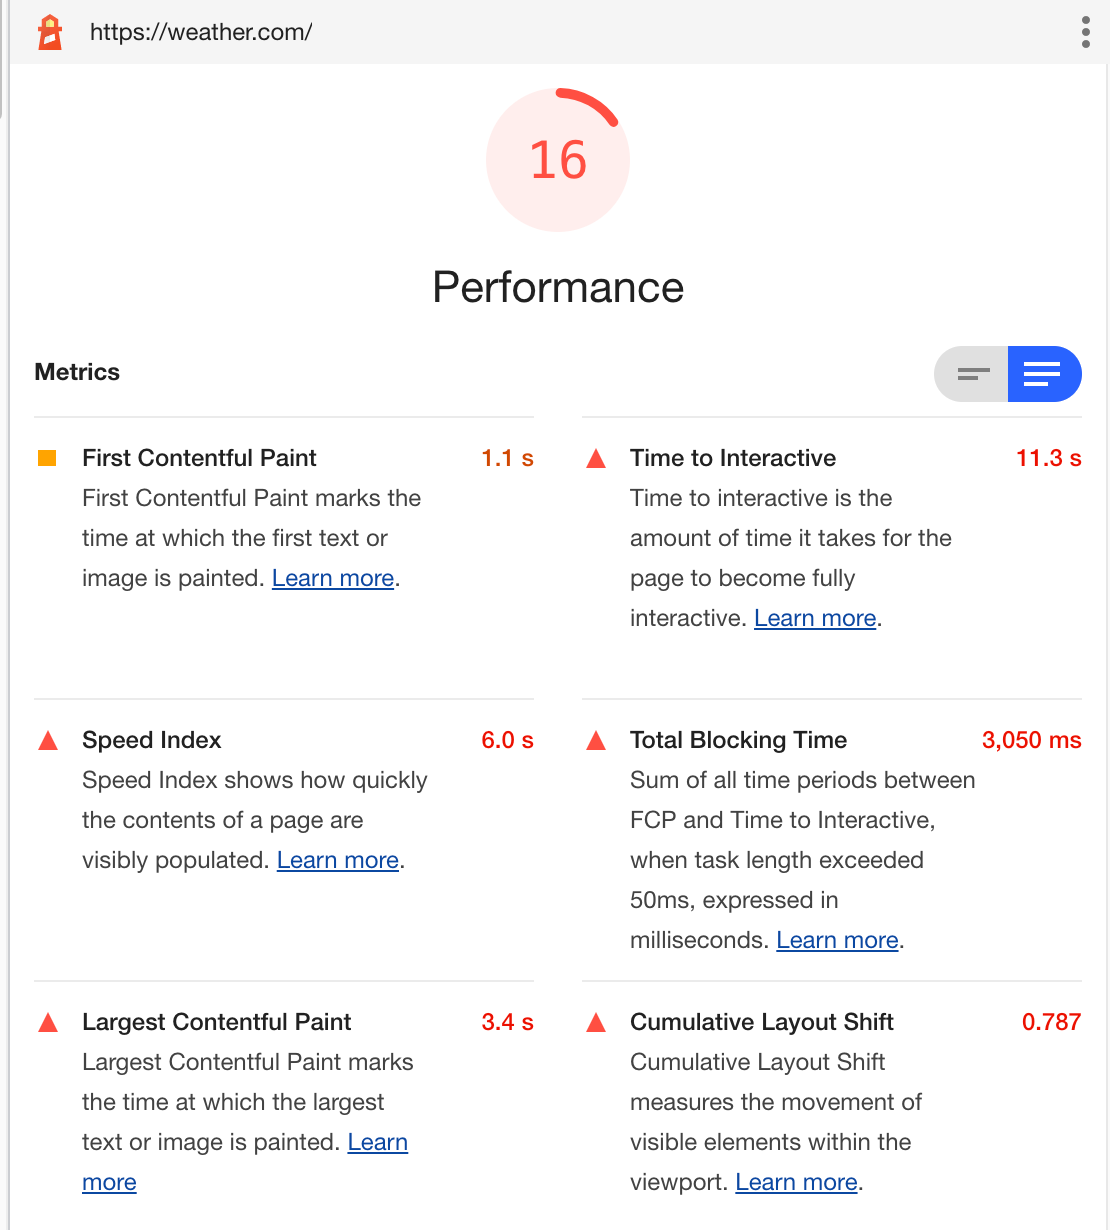 https://weather.com/
16
Performance
Metrics
First Contentful Paint 1.1 s
First Contentful Paint marks the
time at which the first text or
image is painted. Learn more.
Time to Interactive 11.3 s
Time to interactive is the
amount of time it takes for the
page to become fully
interactive. Learn more.
Speed Index 6.0 s
Speed Index shows how quickly
the contents of a page are
visibly populated. Learn more.
Total Blocking Time 3,050 ms
Sum of all time periods between
FCP and Time to Interactive,
when task length exceeded
50ms, expressed in
milliseconds. Learn more.
Largest Contentful Paint 3.4 s
Largest Contentful Paint marks
the time at which the largest
text or image is painted. Learn
more
Cumulative Layout Shift 0.787
Cumulative Layout Shift
measures the movement of
visible elements within the
viewport. Learn more.